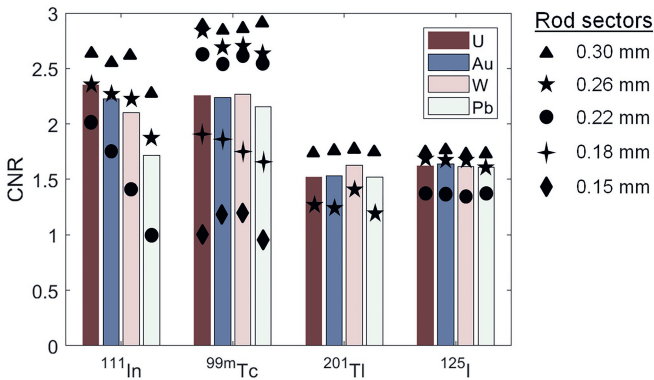 CNR
3
2.5
2
1.5
1
0.5
0
¹¹¹In
⁹⁹ᵐTc
²⁰¹Tl
¹²⁵I
U
Au
W
Pb
Rod sectors
0.30 mm
0.26 mm
0.22 mm
0.18 mm
0.15 mm